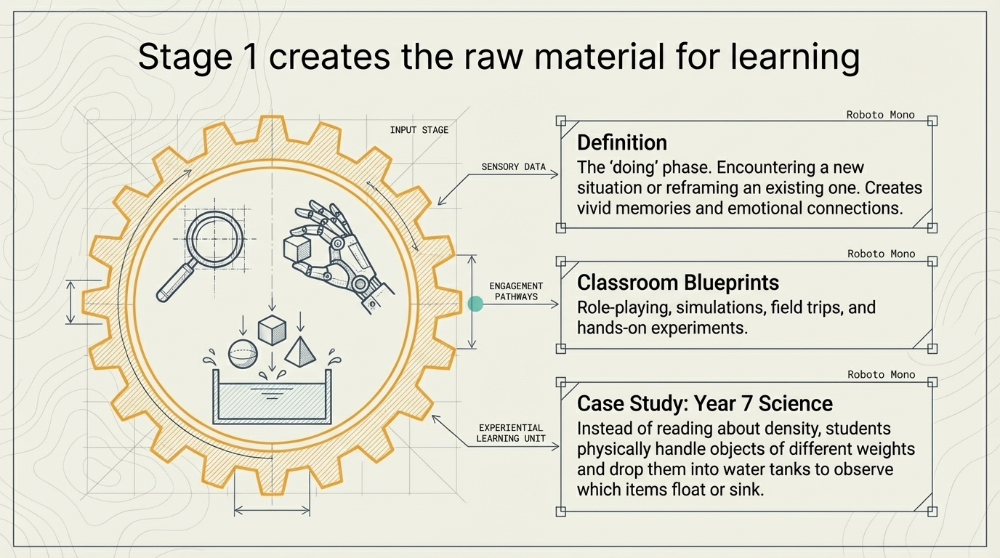 Stage 1 creates the raw material for learning
INPUT STAGE
SENSORY DATA
Roboto Mono
Definition
The ‘doing’ phase. Encountering a new
situation or reframing an existing one. Creates
vivid memories and emotional connections.
ENGAGEMENT
PATHWAYS
Roboto Mono
Classroom Blueprints
Role-playing, simulations, field trips, and
hands-on experiments.
EXPERIENTIAL
LEARNING UNIT
Roboto Mono
Case Study: Year 7 Science
Instead of reading about density, students
physically handle objects of different weights
and drop them into water tanks to observe
which items float or sink.